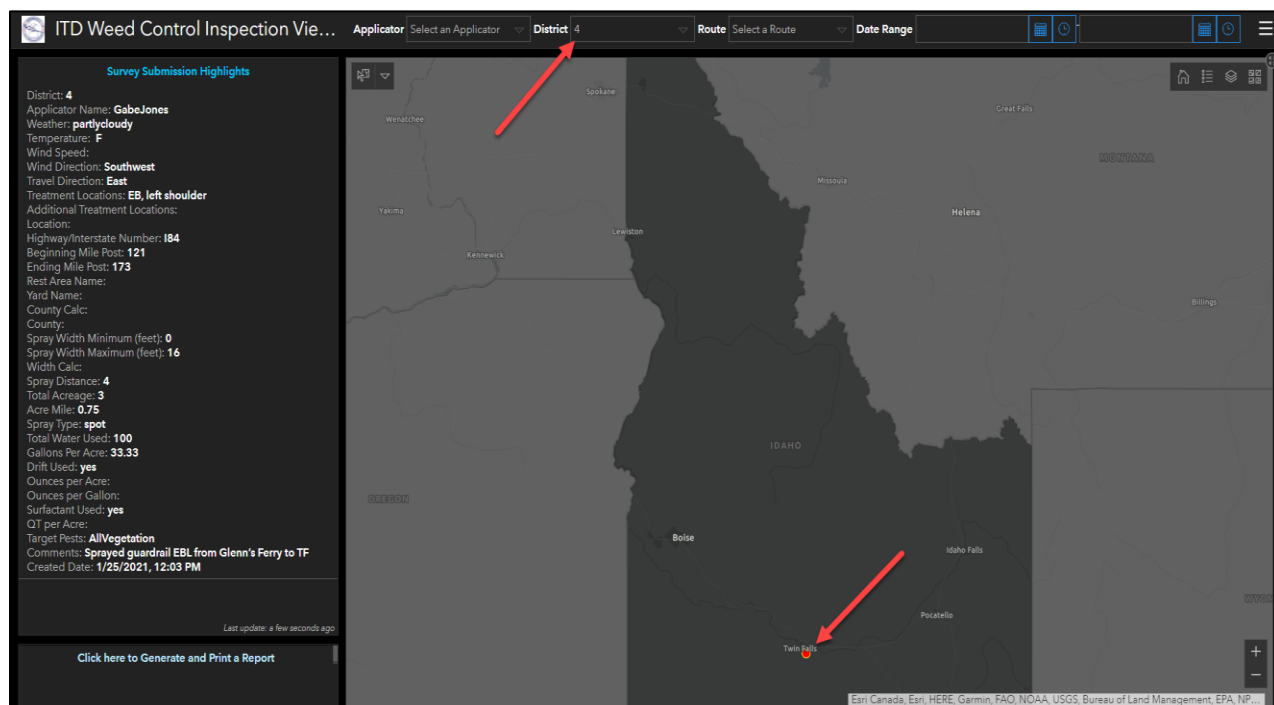 ITD Weed Control Inspection Vie...
Applicator Select an Applicator District 4 Route Select a Route Date Range -
Survey Submission Highlights
District: 4
Applicator Name: GabeJones
Weather: partlycloudy
Temperature: F
Wind Speed:
Wind Direction: Southwest
Travel Direction: East
Treatment Locations: EB, left shoulder
Additional Treatment Locations:
Location:
Highway/Interstate Number: I84
Beginning Mile Post: 121
Ending Mile Post: 173
Rest Area Name:
Yard Name:
County Calc:
County:
Spray Width Minimum (feet): 0
Spray Width Maximum (feet): 16
Width Calc:
Spray Distance: 4
Total Acreage: 3
Acre Mile: 0.75
Spray Type: spot
Total Water Used: 100
Gallons Per Acre: 33.33
Drift Used: yes
Ounces per Acre:
Ounces per Gallon:
Surfactant Used: yes
QT per Acre:
Target Pests: AllVegetation
Comments: Sprayed guardrail EBL from Glenn's Ferry to TF
Created Date: 1/25/2021, 12:03 PM
Last update: a few seconds ago
Click here to Generate and Print a Report
Spokane
Wenatchee
Great Falls
MONTANA
Missoula
Yakima
Helena
Lewiston
Kennewick
Billings
IDAHO
OREGON
Boise
Idaho Falls
WYOM
Pocatello
Twin Falls
+
−
Esri Canada, Esri, HERE, Garmin, FAO, NOAA, USGS, Bureau of Land Management, EPA, NP...